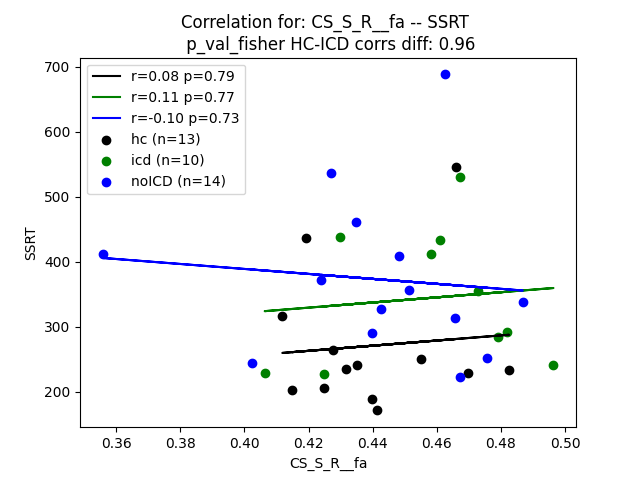 Correlation for: CS_S_R__fa -- SSRT
p_val_fisher HC-ICD corrs diff: 0.96
r=0.08 p=0.79
r=0.11 p=0.77
r=-0.10 p=0.73
hc (n=13)
icd (n=10)
noICD (n=14)
700
600
500
400
300
200
SSRT
0.36
0.38
0.40
0.42
0.44
0.46
0.48
0.50
CS_S_R__fa